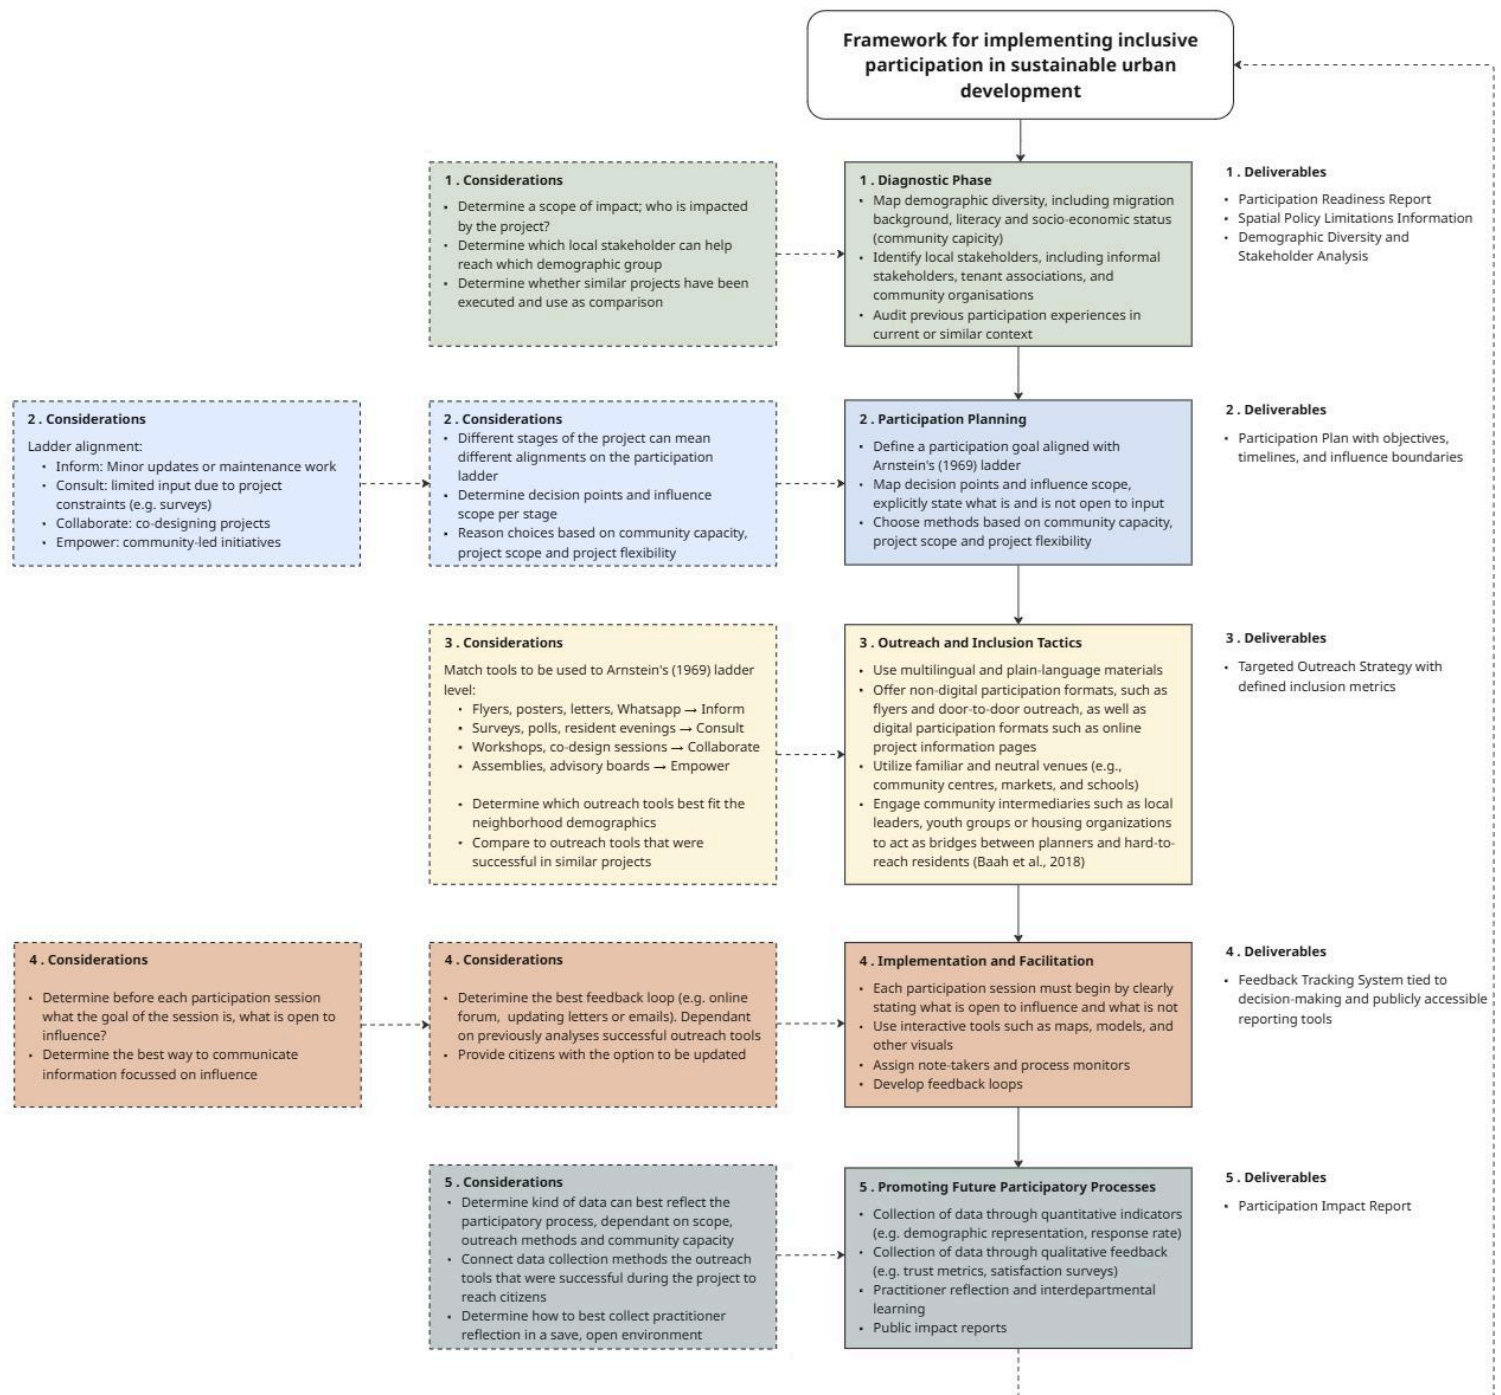 Framework for implementing inclusive
participation in sustainable urban
development
1 . Considerations
• Determine a scope of impact; who is impacted
by the project?
• Determine which local stakeholder can help
reach which demographic group
• Determine whether similar projects have been
executed and use as comparison
1 . Diagnostic Phase
• Map demographic diversity, including migration
background, literacy and socio-economic status
(community capicity)
• Identify local stakeholders, including informal
stakeholders, tenant associations, and
community organisations
• Audit previous participation experiences in
current or similar context
1 . Deliverables
• Participation Readiness Report
• Spatial Policy Limitations Information
• Demographic Diversity and
Stakeholder Analysis
2 . Considerations
Ladder alignment:
• Inform: Minor updates or maintenance work
• Consult: limited input due to project
constraints (e.g. surveys)
• Collaborate: co-designing projects
• Empower: community-led initiatives
2 . Considerations
• Different stages of the project can mean
different alignments on the participation
ladder
• Determine decision points and influence
scope per stage
• Reason choices based on community capacity,
project scope and project flexibility
2 . Participation Planning
• Define a participation goal aligned with
Arnstein's (1969) ladder
• Map decision points and influence scope,
explicitly state what is and is not open to input
• Choose methods based on community capacity,
project scope and project flexibility
2 . Deliverables
• Participation Plan with objectives,
timelines, and influence boundaries
3 . Considerations
Match tools to be used to Arnstein's (1969) ladder
level:
• Flyers, posters, letters, Whatsapp → Inform
• Surveys, polls, resident evenings → Consult
• Workshops, co-design sessions → Collaborate
• Assemblies, advisory boards → Empower
• Determine which outreach tools best fit the
neighborhood demographics
• Compare to outreach tools that were
successful in similar projects
3 . Outreach and Inclusion Tactics
• Use multilingual and plain-language materials
• Offer non-digital participation formats, such as
flyers and door-to-door outreach, as well as
digital participation formats such as online
project information pages
• Utilize familiar and neutral venues (e.g.,
community centres, markets, and schools)
• Engage community intermediaries such as local
leaders, youth groups or housing organizations
to act as bridges between planners and hard-to-
reach residents (Baah et al., 2018)
3 . Deliverables
• Targeted Outreach Strategy with
defined inclusion metrics
4 . Considerations
• Determine before each participation session
what the goal of the session is, what is open to
influence?
• Determine the best way to communicate
information focussed on influence
4 . Considerations
• Deterimine the best feedback loop (e.g. online
forum, updating letters or emails). Dependant
on previously analyses successful outreach tools
• Provide citizens with the option to be updated
4 . Implementation and Facilitation
• Each participation session must begin by clearly
stating what is open to influence and what is not
• Use interactive tools such as maps, models, and
other visuals
• Assign note-takers and process monitors
• Develop feedback loops
4 . Deliverables
• Feedback Tracking System tied to
decision-making and publicly accessible
reporting tools
5 . Considerations
• Determine kind of data can best reflect the
participatory process, dependant on scope,
outreach methods and community capacity
• Connect data collection methods the outreach
tools that were successful during the project to
reach citizens
• Determine how to best collect practitioner
reflection in a save, open environment
5 . Promoting Future Participatory Processes
• Collection of data through quantitative indicators
(e.g. demographic representation, response rate)
• Collection of data through qualitative feedback
(e.g. trust metrics, satisfaction surveys)
• Practitioner reflection and interdepartmental
learning
• Public impact reports
5 . Deliverables
• Participation Impact Report